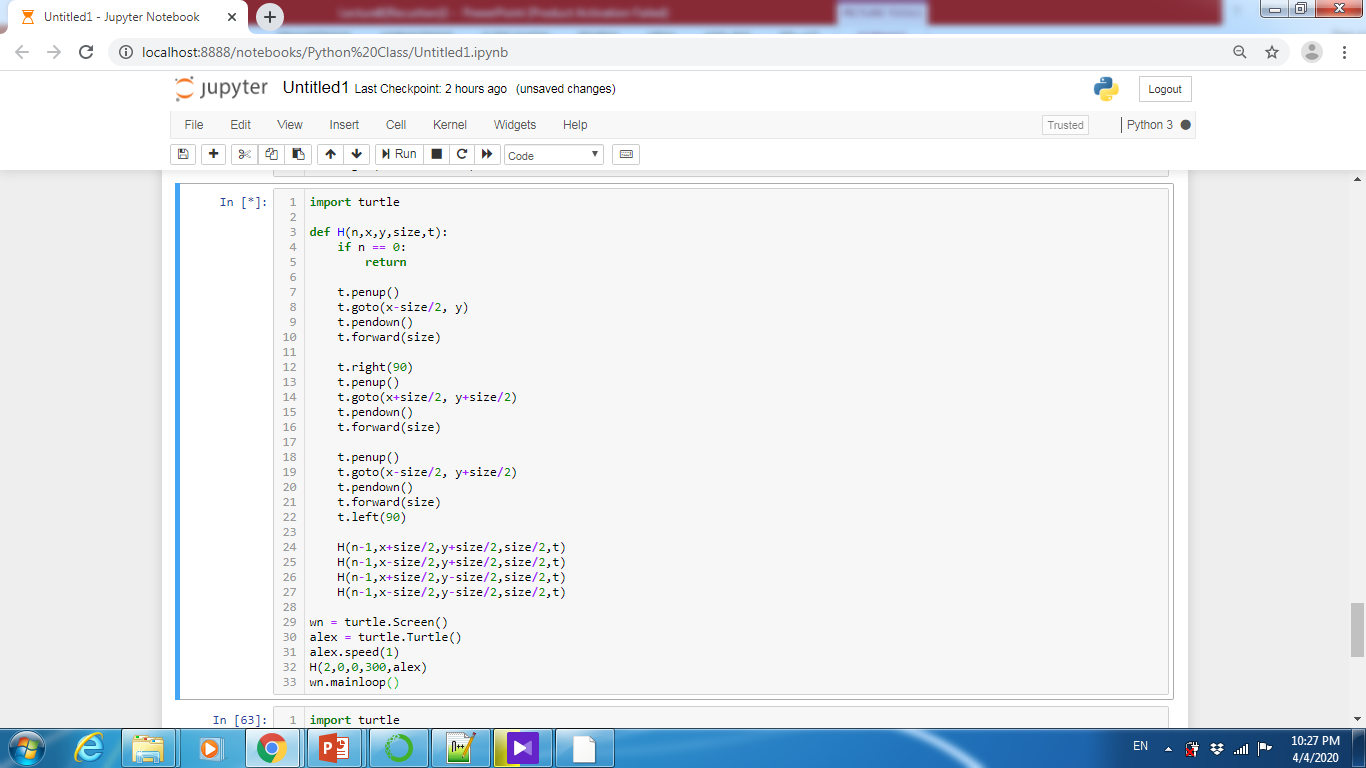 Untitled1 - Jupyter Notebook
localhost:8888/notebooks/Python%20Class/Untitled1.ipynb
jupyter Untitled1 Last Checkpoint: 2 hours ago (unsaved changes) Logout
File Edit View Insert Cell Kernel Widgets Help Trusted Python 3
Run Code
In [*]:
1 import turtle
2
3 def H(n,x,y,size,t):
4     if n == 0:
5         return
6
7     t.penup()
8     t.goto(x-size/2, y)
9     t.pendown()
10     t.forward(size)
11
12     t.right(90)
13     t.penup()
14     t.goto(x+size/2, y+size/2)
15     t.pendown()
16     t.forward(size)
17
18     t.penup()
19     t.goto(x-size/2, y+size/2)
20     t.pendown()
21     t.forward(size)
22     t.left(90)
23
24     H(n-1,x+size/2,y+size/2,size/2,t)
25     H(n-1,x-size/2,y+size/2,size/2,t)
26     H(n-1,x+size/2,y-size/2,size/2,t)
27     H(n-1,x-size/2,y-size/2,size/2,t)
28
29 wn = turtle.Screen()
30 alex = turtle.Turtle()
31 alex.speed(1)
32 H(2,0,0,300,alex)
33 wn.mainloop()
In [63]: 1 import turtle
EN 10:27 PM
4/4/2020